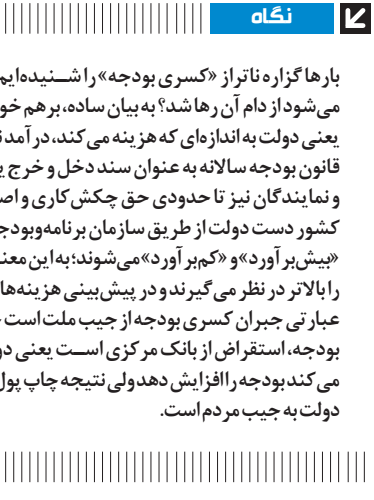 نگاه
بارها گزاره ناتراز «کسری بودجه» را شـــنیده‌ایم
می‌شود از دام آن رها شد؟ به بیان ساده، برهم خو
یعنی دولت به اندازه‌ای که هزینه می‌کند، درآمد ن
قانون بودجه سالانه به عنوان سند دخل و خرج ی
و نمایندگان نیز تا حدودی حق چکش‌کاری و اص
کشور دست دولت از طریق سازمان برنامه‌وبودج
«بیش‌برآورد» و «کم‌برآورد» می‌شوند؛ به این معن
را بالاتر در نظر می‌گیرند و در پیش‌بینی هزینه‌ها
عبارتی جبران کسری بودجه از جیب ملت است
بودجه، استقراض از بانک مرکزی اســـت یعنی دو
می‌کند بودجه را افزایش دهد ولی نتیجه چاپ پول
دولت به جیب مردم است.